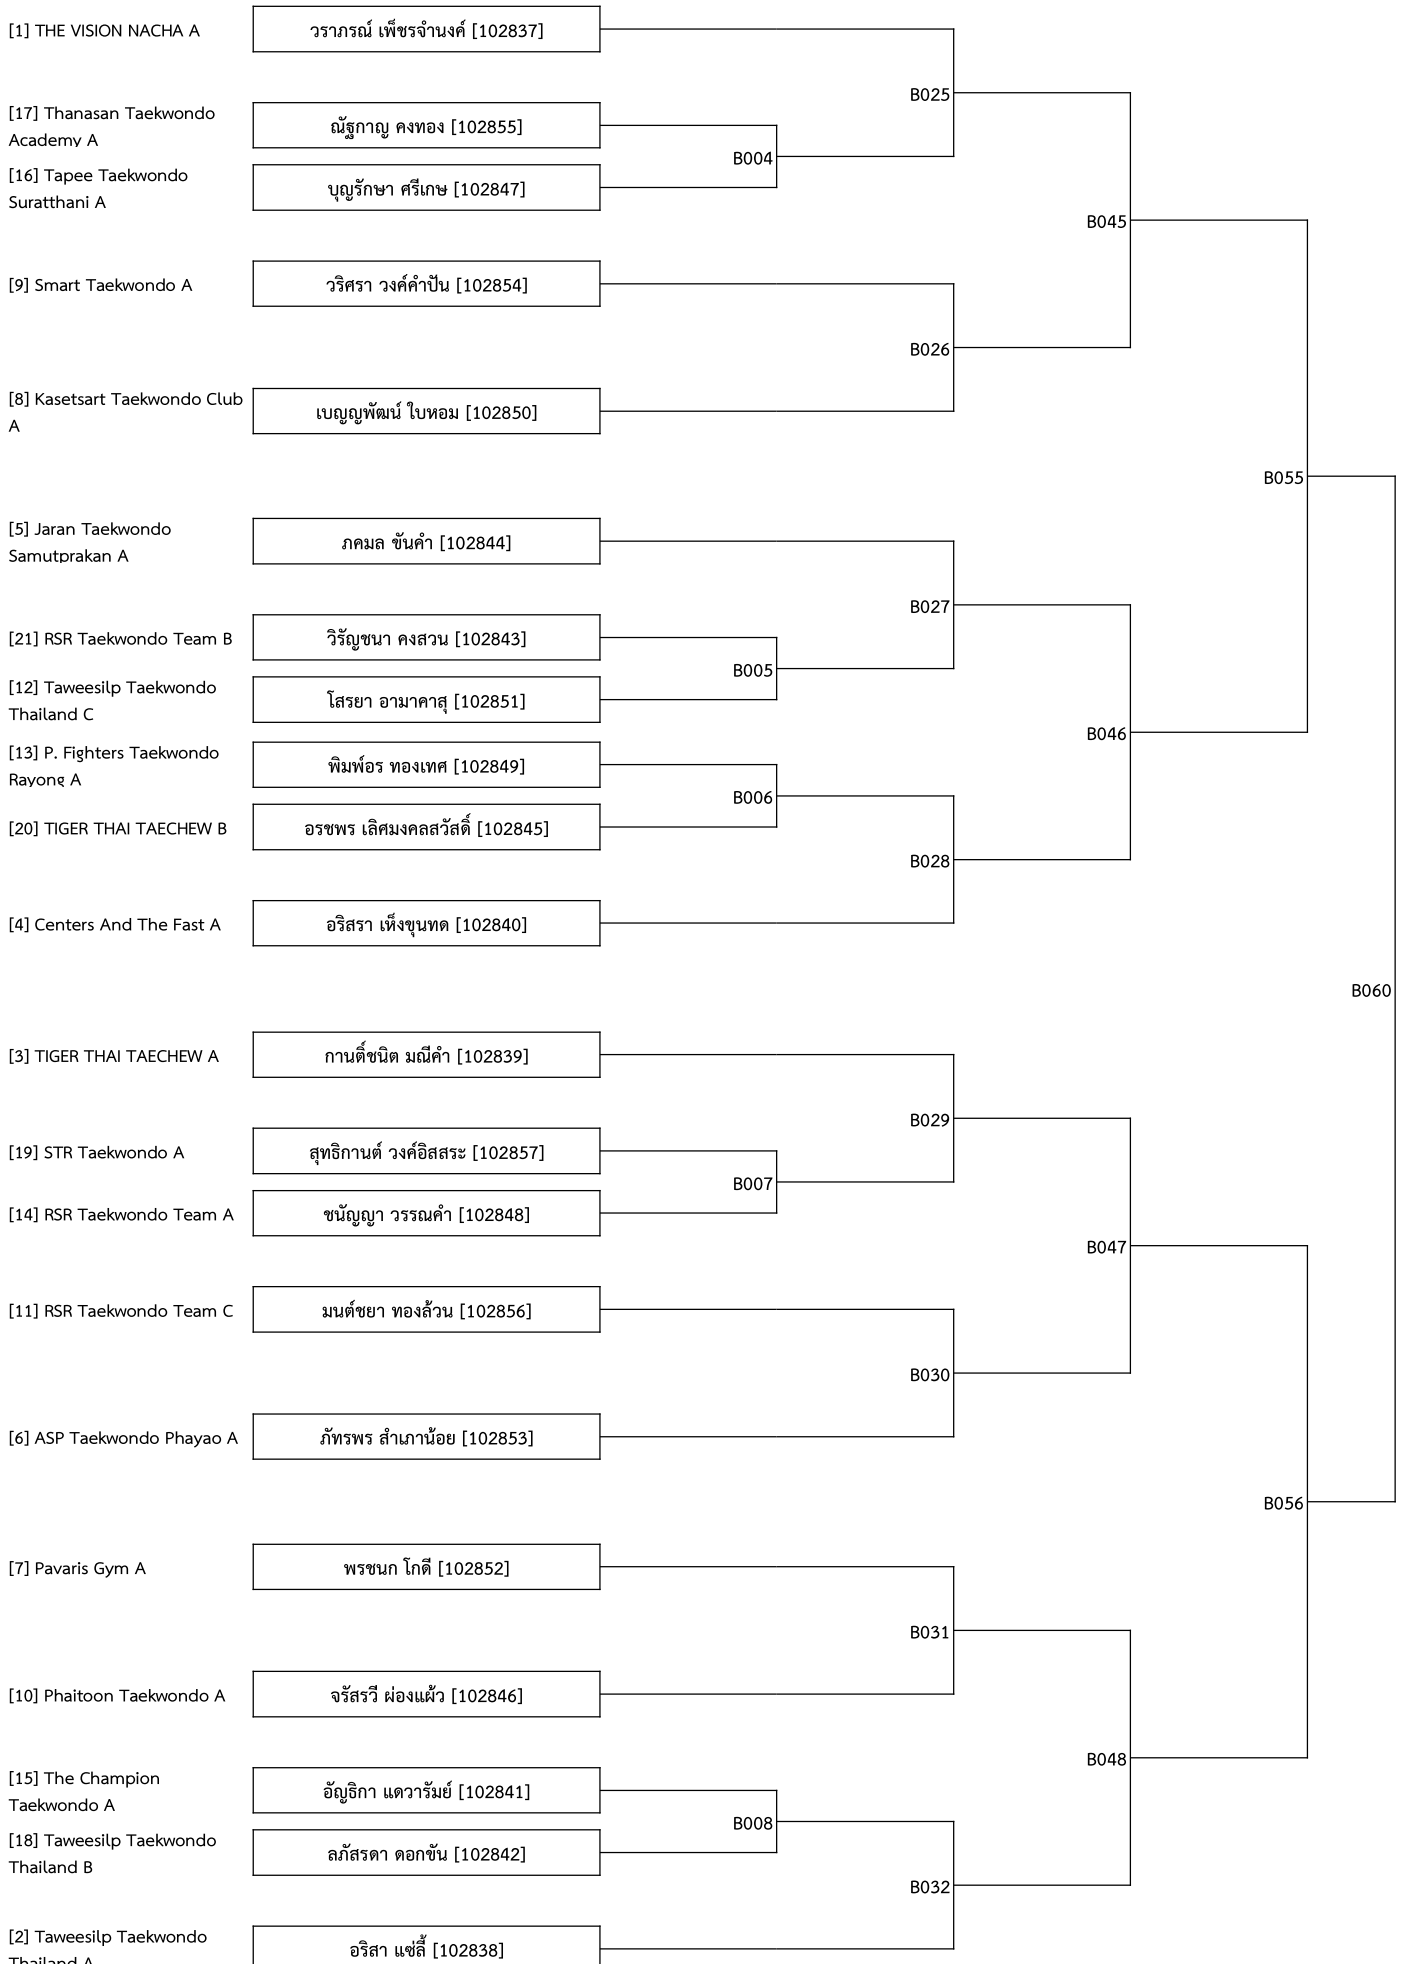 [1] THE VISION NACHA A
วราภรณ์ เพ็ชรจำนงค์ [102837]
B025
[17] Thanasan Taekwondo
Academy A
ณัฐกาญ คงทอง [102855]
B004
[16] Tapee Taekwondo
Suratthani A
บุญรักษา ศรีเกษ [102847]
B045
[9] Smart Taekwondo A
วริศรา วงค์คำปัน [102854]
B026
[8] Kasetsart Taekwondo Club
A
เบญญพัฒน์ ใบหอม [102850]
B055
[5] Jaran Taekwondo
Samutprakan A
ภคมล ขันคำ [102844]
B027
[21] RSR Taekwondo Team B
วิรัญชนา คงสวน [102843]
B005
[12] Taweesilp Taekwondo
Thailand C
โสรยา อามาคาสุ [102851]
B046
[13] P. Fighters Taekwondo
Rayong A
พิมพ์อร ทองเทศ [102849]
B006
[20] TIGER THAI TAECHEW B
อรชพร เลิศมงคลสวัสดิ์ [102845]
B028
[4] Centers And The Fast A
อริสรา เห็งขุนทด [102840]
B060
[3] TIGER THAI TAECHEW A
กานติ์ชนิต มณีคำ [102839]
B029
[19] STR Taekwondo A
สุทธิกานต์ วงค์อิสสระ [102857]
B007
[14] RSR Taekwondo Team A
ชนัญญา วรรณคำ [102848]
B047
[11] RSR Taekwondo Team C
มนต์ชยา ทองล้วน [102856]
B030
[6] ASP Taekwondo Phayao A
ภัทรพร สำเภาน้อย [102853]
B056
[7] Pavaris Gym A
พรชนก โกดี [102852]
B031
[10] Phaitoon Taekwondo A
จรัสรวี ผ่องแผ้ว [102846]
B048
[15] The Champion
Taekwondo A
อัญธิกา แดวารัมย์ [102841]
B008
[18] Taweesilp Taekwondo
Thailand B
ลภัสรดา ดอกขัน [102842]
B032
[2] Taweesilp Taekwondo
Thailand A
อริสา แซ่ลี้ [102838]